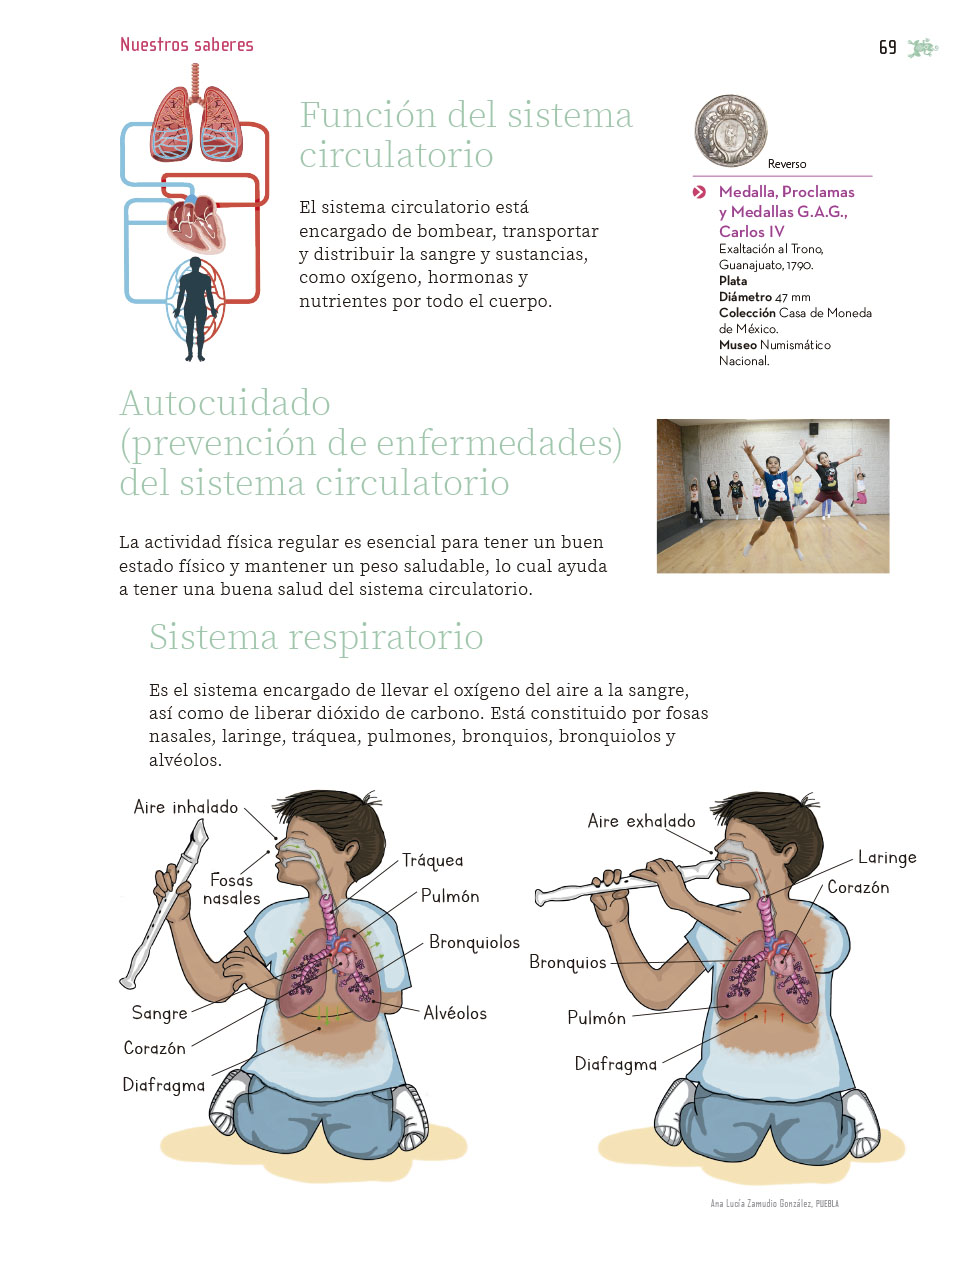 Nuestros saberes
69
Función del sistema
circulatorio
El sistema circulatorio está
encargado de bombear, transportar
y distribuir la sangre y sustancias,
como oxígeno, hormonas y
nutrientes por todo el cuerpo.
Reverso
Medalla, Proclamas
y Medallas G.A.G.,
Carlos IV
Exaltación al Trono,
Guanajuato, 1790.
Plata
Diámetro 47 mm
Colección Casa de Moneda
de México.
Museo Numismático
Nacional.
Autocuidado
(prevención de enfermedades)
del sistema circulatorio
La actividad física regular es esencial para tener un buen
estado físico y mantener un peso saludable, lo cual ayuda
a tener una buena salud del sistema circulatorio.
Sistema respiratorio
Es el sistema encargado de llevar el oxígeno del aire a la sangre,
así como de liberar dióxido de carbono. Está constituido por fosas
nasales, laringe, tráquea, pulmones, bronquios, bronquiolos y
alvéolos.
Aire inhalado
Fosas
nasales
Tráquea
Pulmón
Bronquiolos
Alvéolos
Sangre
Corazón
Diafragma
Aire exhalado
Laringe
Corazón
Bronquios
Pulmón
Diafragma
Ana Lucía Zamudio González, PUEBLA